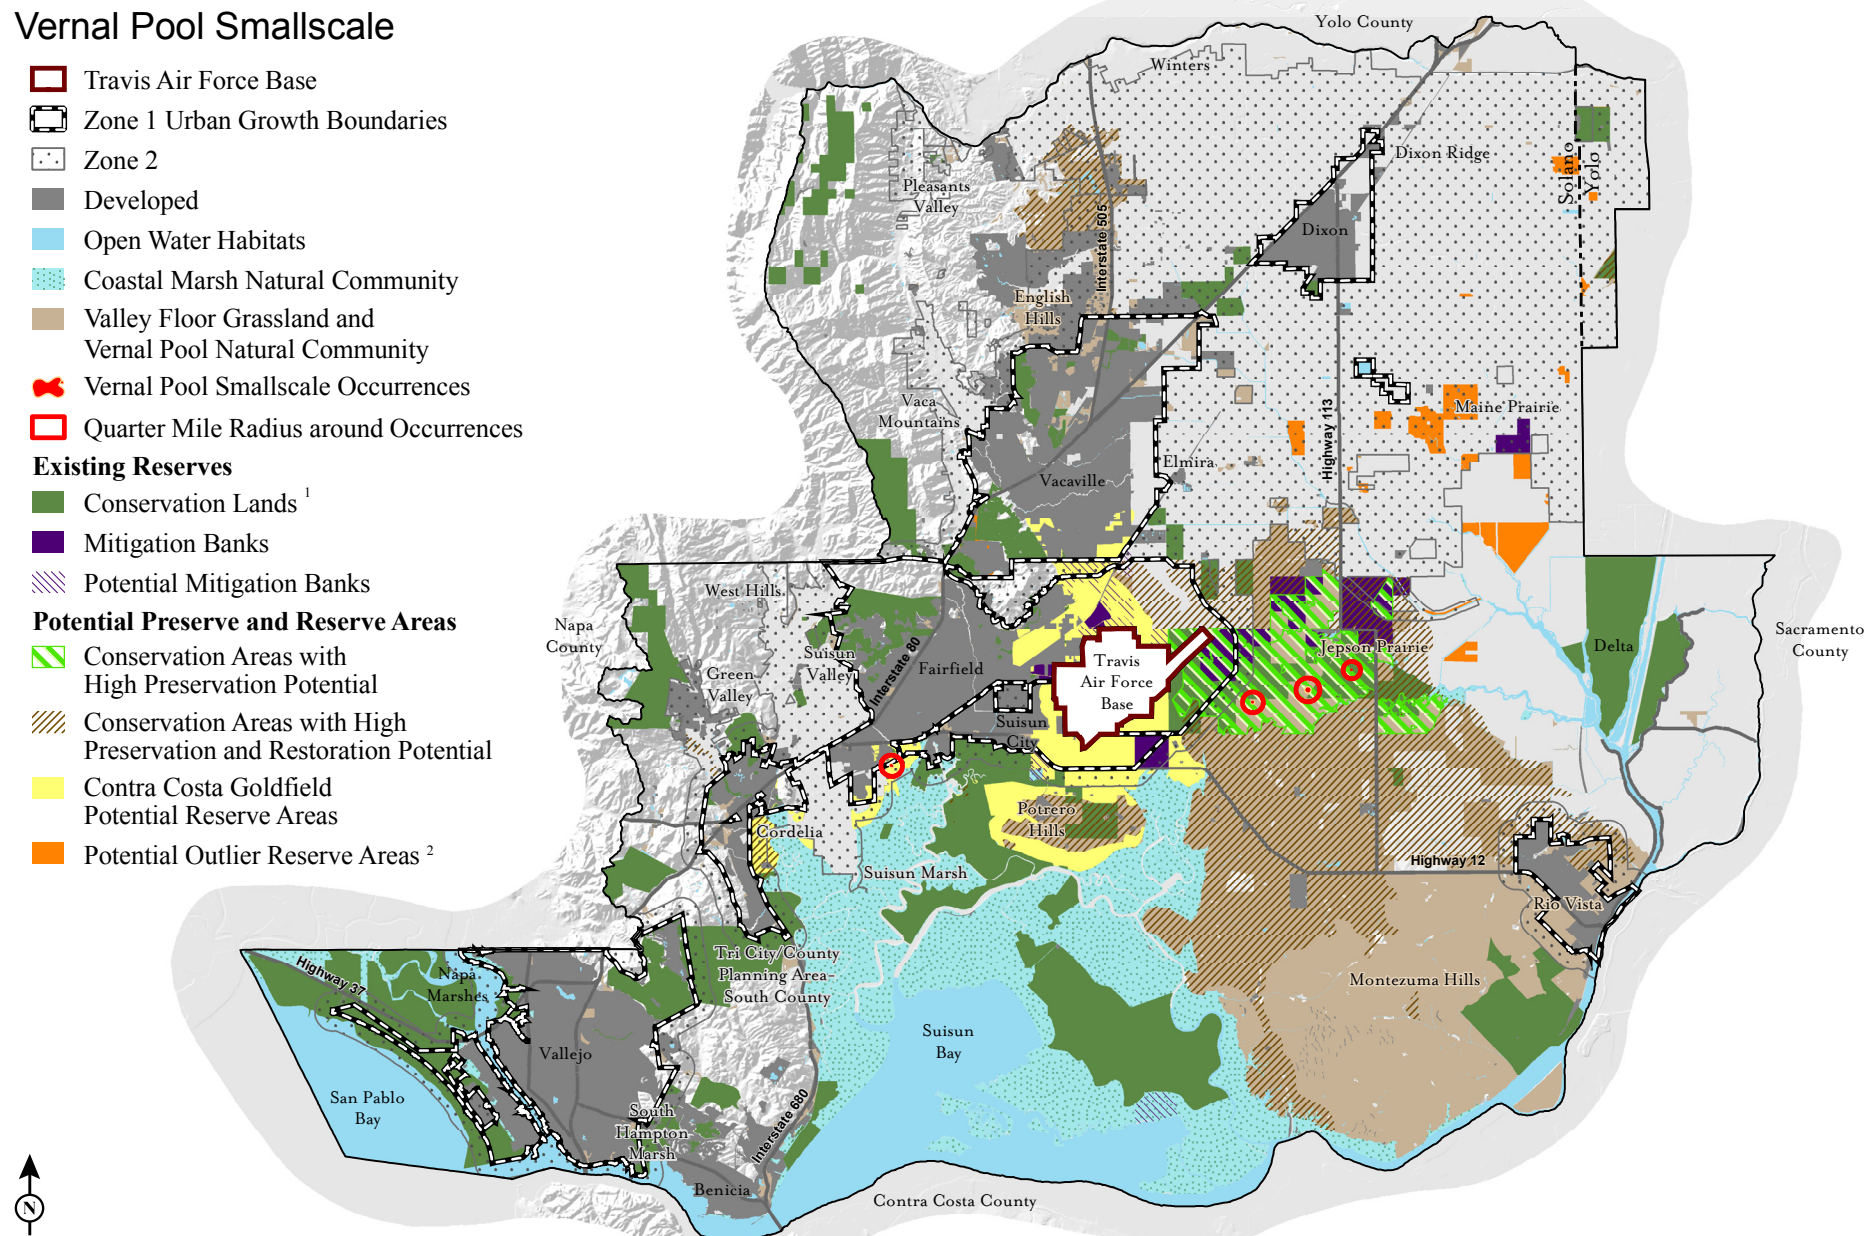 Vernal Pool Smallscale
Travis Air Force Base
Zone 1 Urban Growth Boundaries
Zone 2
Developed
Open Water Habitats
Coastal Marsh Natural Community
Valley Floor Grassland and
Vernal Pool Natural Community
Vernal Pool Smallscale Occurrences
Quarter Mile Radius around Occurrences
Existing Reserves
Conservation Lands 1
Mitigation Banks
Potential Mitigation Banks
Potential Preserve and Reserve Areas
Conservation Areas with
High Preservation Potential
Conservation Areas with High
Preservation and Restoration Potential
Contra Costa Goldfield
Potential Reserve Areas
Potential Outlier Reserve Areas 2
N
Yolo County
Winters
Dixon Ridge
Solano
Yolo
Pleasants
Valley
Interstate 505
Dixon
English
Hills
Vaca
Mountains
Highway 113
Maine Prairie
Elmira
Vacaville
West Hills
Napa
County
Suisun
Valley
Green
Valley
Interstate 80
Fairfield
Travis
Air Force
Base
Jepson Prairie
Delta
Sacramento
County
Suisun
City
Potrero
Hills
Cordelia
Suisun Marsh
Highway 12
Rio Vista
Tri City/County
Planning Area-
South County
Montezuma Hills
Highway 37
Napa
Marshes
Suisun
Bay
Vallejo
San Pablo
Bay
South
Hampton
Marsh
Interstate 680
Benicia
Contra Costa County